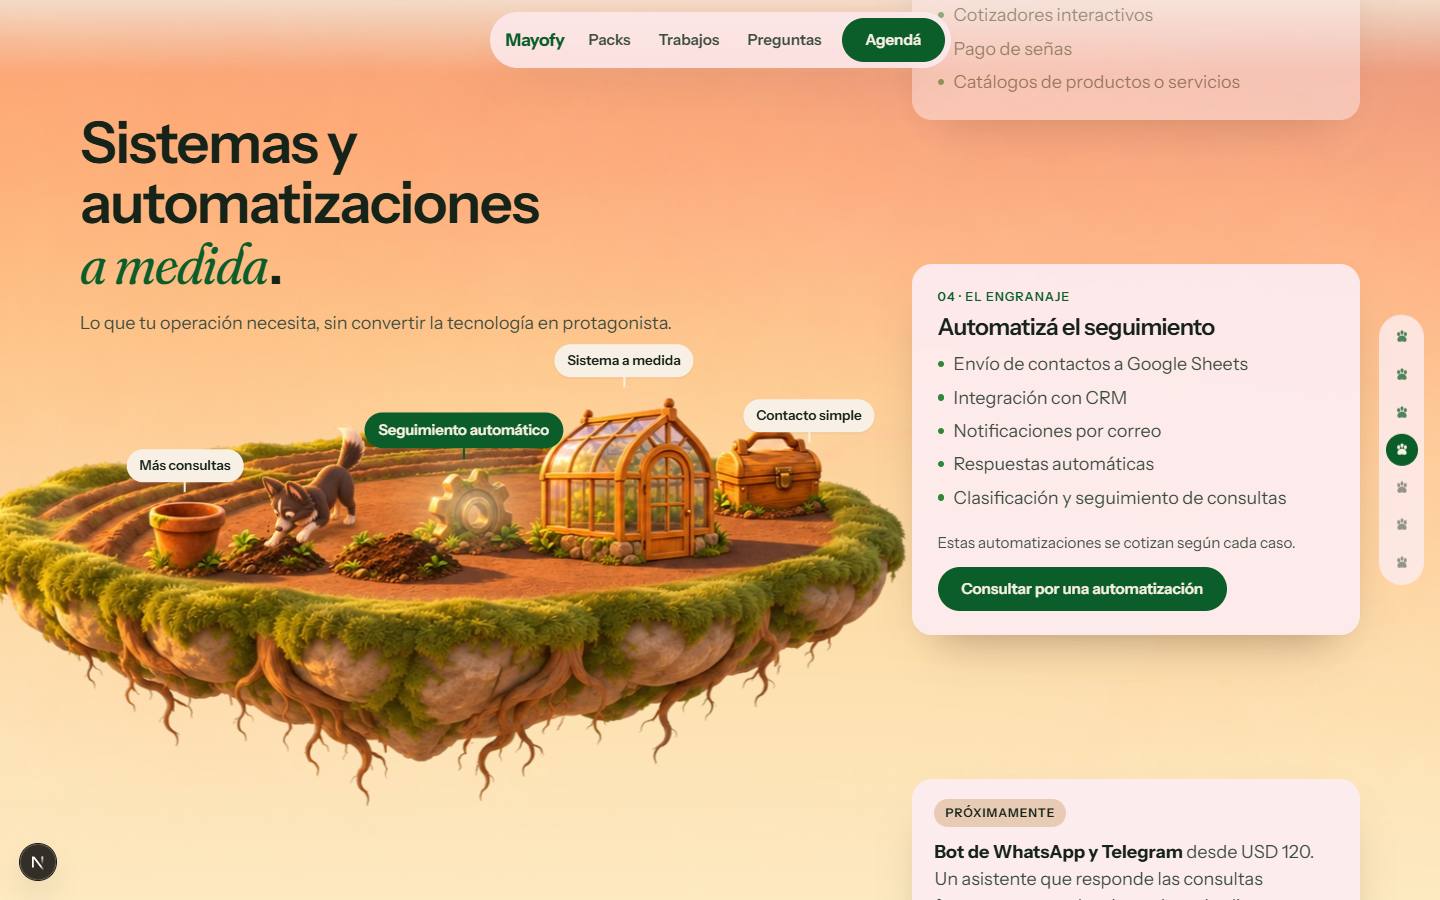 Mayofy
Packs
Trabajos
Preguntas
Agendá
Cotizadores interactivos
Pago de señas
Catálogos de productos o servicios
Sistemas y
automatizaciones
a medida.
Lo que tu operación necesita, sin convertir la tecnología en protagonista.
Sistema a medida
Contacto simple
Seguimiento automático
Más consultas
04 · EL ENGRANAJE
Automatizá el seguimiento
Envío de contactos a Google Sheets
Integración con CRM
Notificaciones por correo
Respuestas automáticas
Clasificación y seguimiento de consultas
Estas automatizaciones se cotizan según cada caso.
Consultar por una automatización
PRÓXIMAMENTE
Bot de WhatsApp y Telegram desde USD 120.
Un asistente que responde las consultas
N